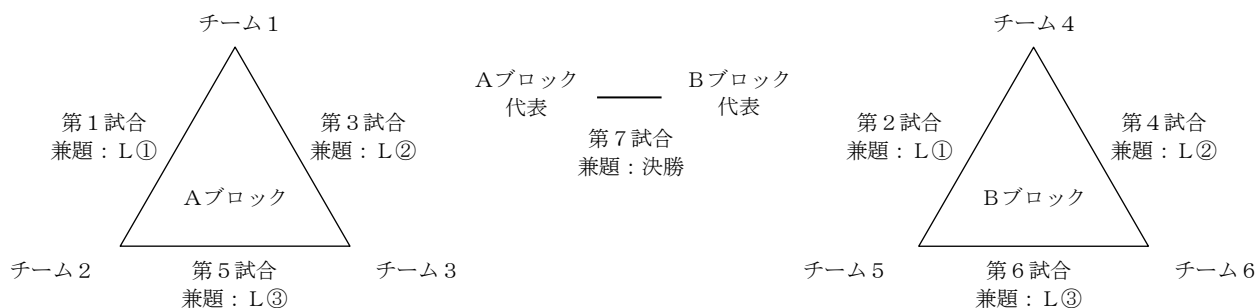 チーム1
第1試合
兼題：L①
第3試合
兼題：L②
Aブロック
チーム2
第5試合
兼題：L③
チーム3
Aブロック
代表
Bブロック
代表
第7試合
兼題：決勝
チーム4
第2試合
兼題：L①
第4試合
兼題：L②
Bブロック
チーム5
第6試合
兼題：L③
チーム6